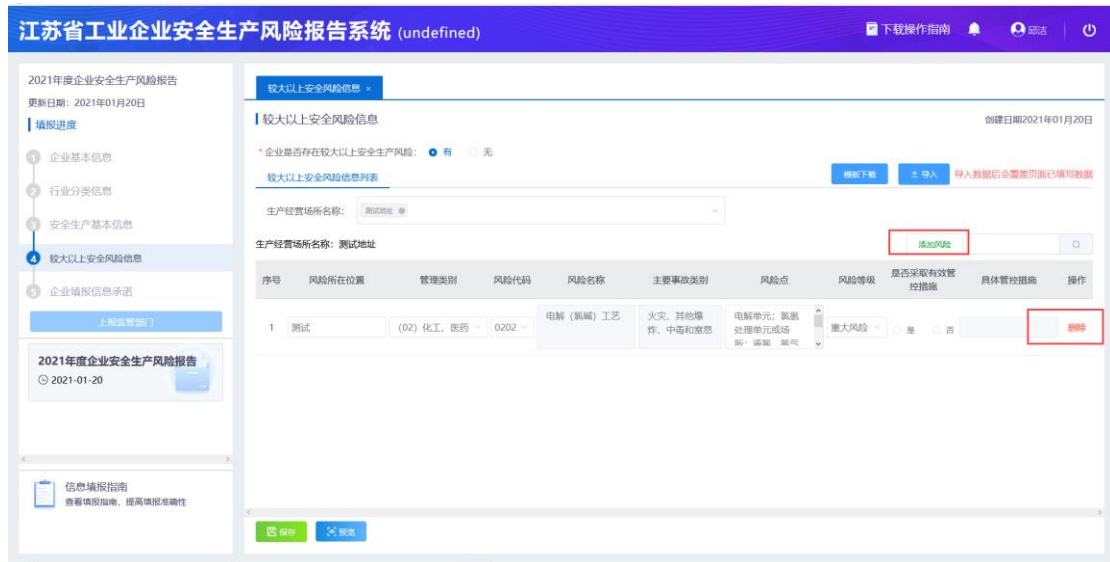 江苏省工业企业安全生产风险报告系统 (undefined)
下载操作指南
邱洁
2021年度企业安全生产风险报告
更新日期：2021年01月20日
填报进度
1 企业基本信息
2 行业分类信息
3 安全生产基本信息
4 较大以上安全风险信息
5 企业填报信息承诺
上报监管部门
2021年度企业安全生产风险报告
2021-01-20
信息填报指南
查看填报指南，提高填报准确性
较大以上安全风险信息 ×
较大以上安全风险信息
创建日期2021年01月20日
* 企业是否存在较大以上安全生产风险： 有 无
较大以上安全风险信息列表
模板下载
导入
导入数据后会覆盖页面已填写数据
生产经营场所名称： 测试地址
生产经营场所名称：测试地址
添加风险
序号 风险所在位置 管理类别 风险代码 风险名称 主要事故类别 风险点 风险等级 是否采取有效管控措施 具体管控措施 操作
1 测试 (02) 化工、医药 0202 电解（氯碱）工艺 火灾、其他爆炸、中毒和窒息 电解单元；氯氢处理单元或场所；液氯、氯气 重大风险 是 否 删除
保存
预览